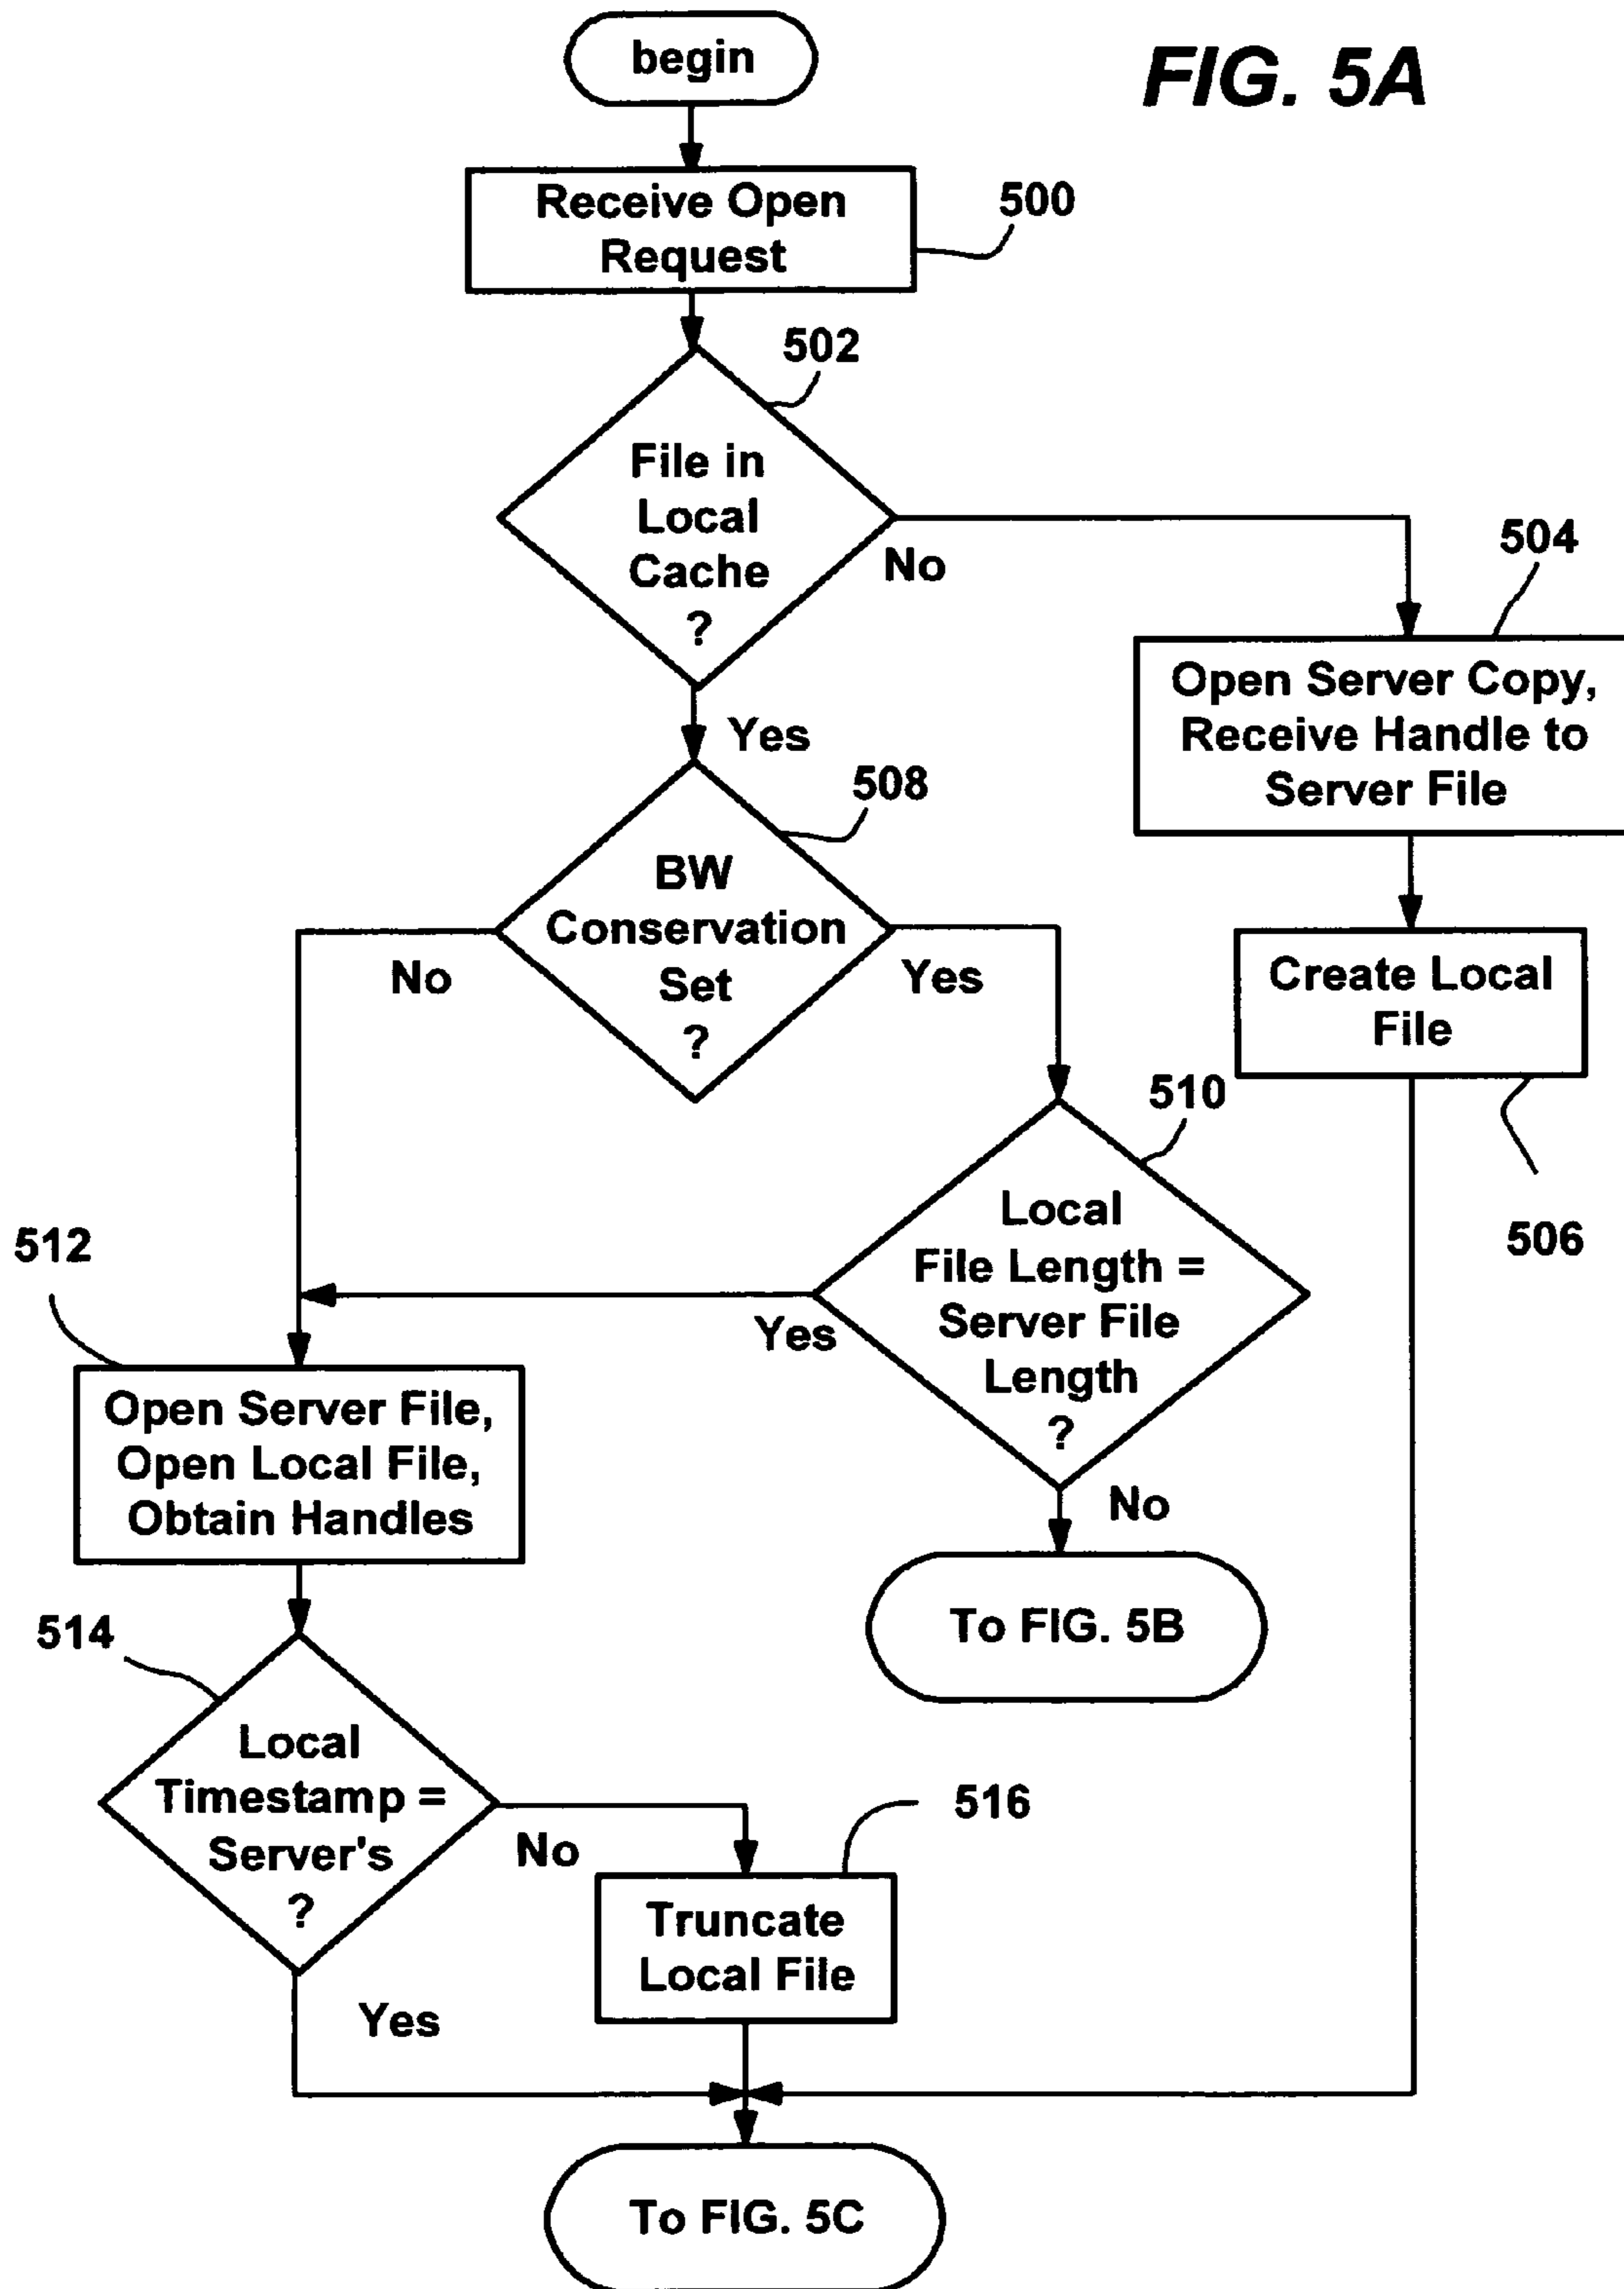 begin
FIG. 5A
Receive Open
Request
500
502
File in
Local
Cache
?
No
Yes
504
Open Server Copy,
Receive Handle to
Server File
508
BW
Conservation
Set
?
No
Yes
Create Local
File
506
510
Local
File Length =
Server File
Length
?
Yes
No
512
Open Server File,
Open Local File,
Obtain Handles
To FIG. 5B
514
Local
Timestamp =
Server's
?
No
Yes
516
Truncate
Local File
To FIG. 5C